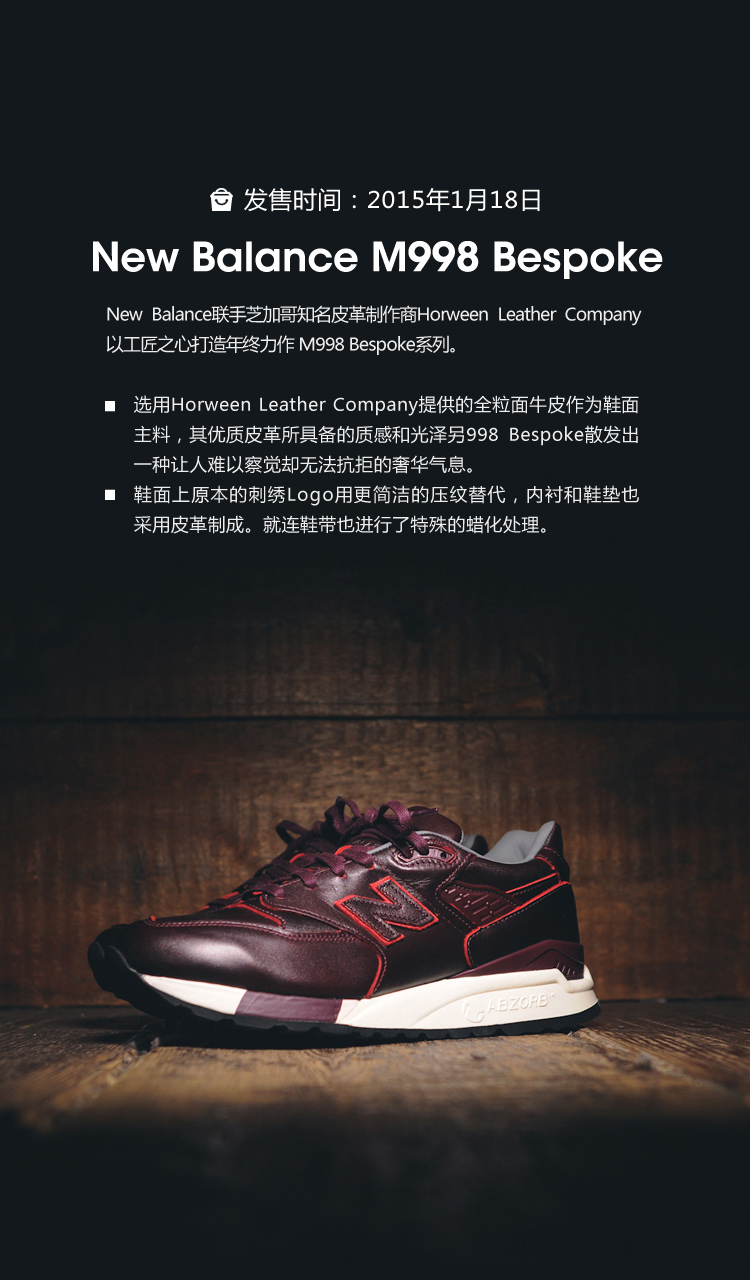 发售时间：2015年1月18日
New Balance M998 Bespoke
New Balance联手芝加哥知名皮革制作商Horween Leather Company
以工匠之心打造年终力作 M998 Bespoke系列。
选用Horween Leather Company提供的全粒面牛皮作为鞋面
主料，其优质皮革所具备的质感和光泽另998 Bespoke散发出
一种让人难以察觉却无法抗拒的奢华气息。
鞋面上原本的刺绣Logo用更简洁的压纹替代，内衬和鞋垫也
采用皮革制成。就连鞋带也进行了特殊的蜡化处理。
N
ABZORB